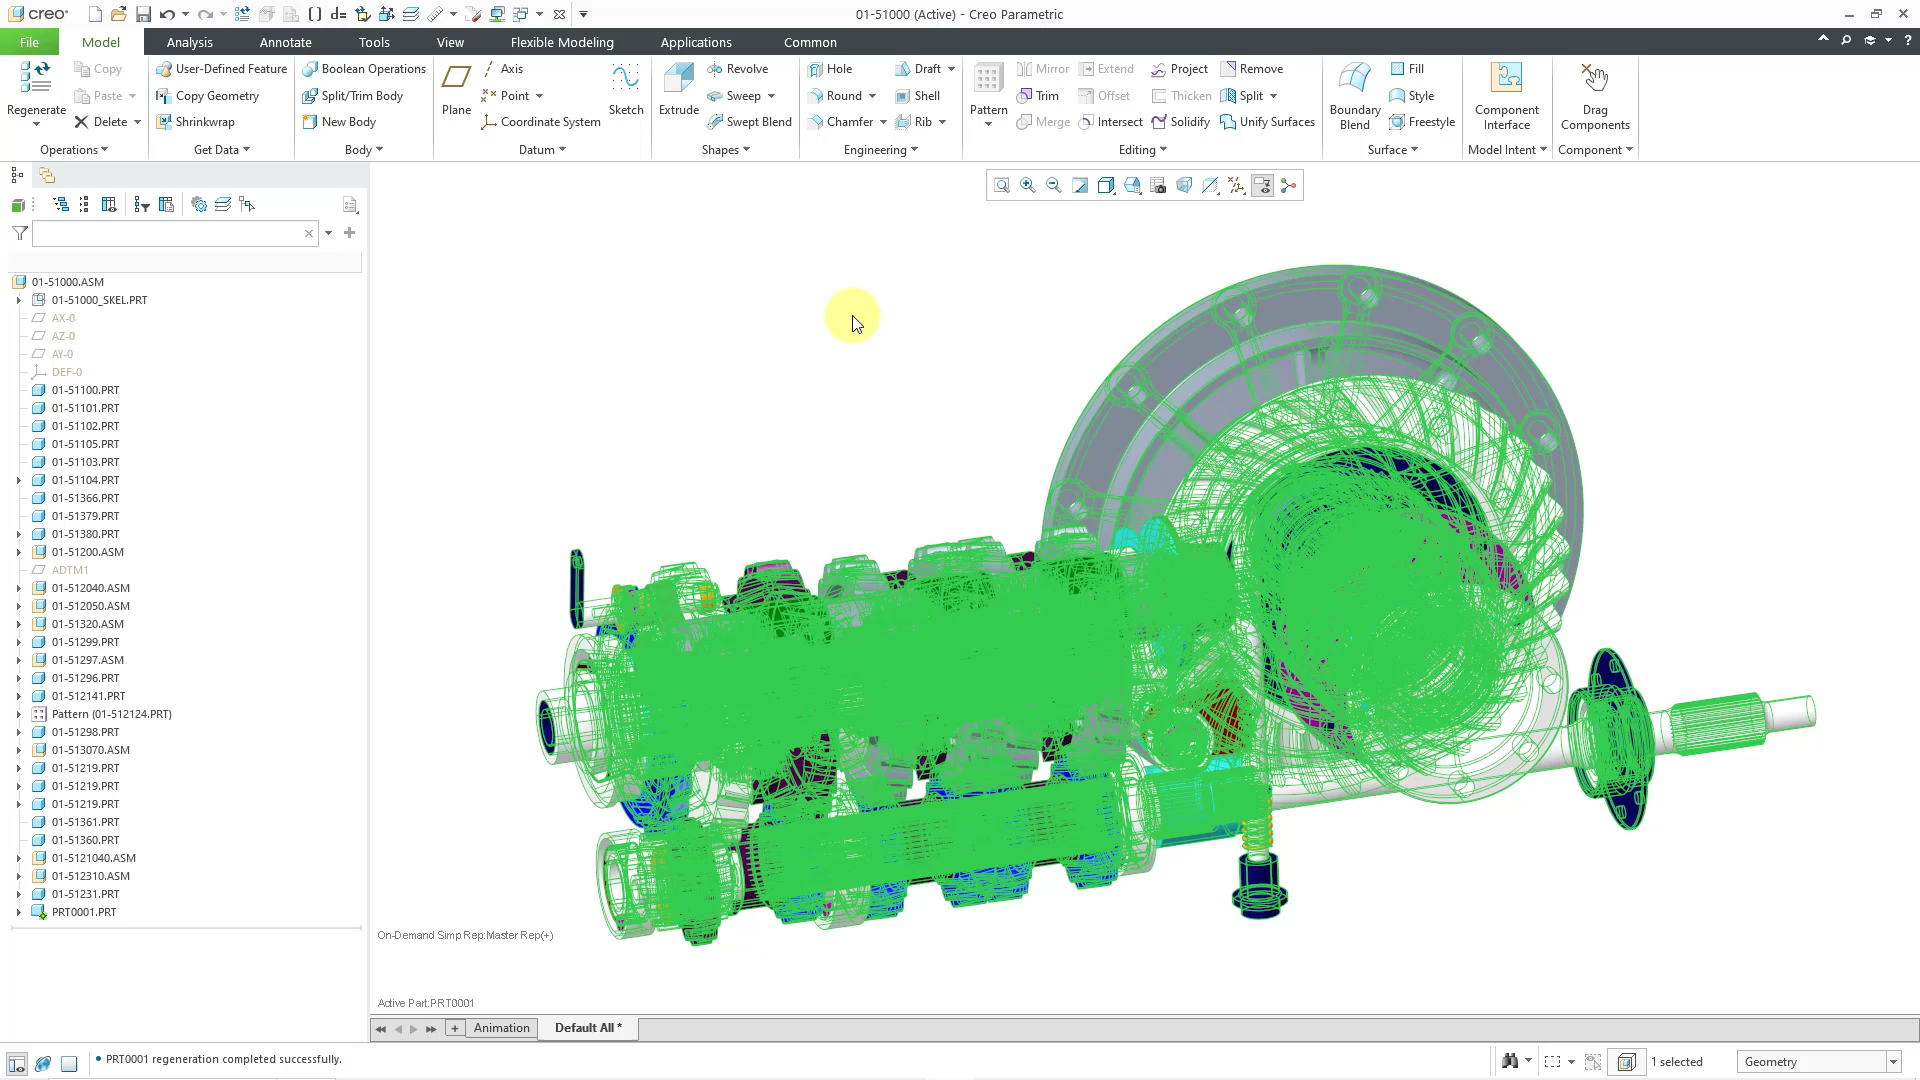 creo
01-51000 (Active) - Creo Parametric
File Model Analysis Annotate Tools View Flexible Modeling Applications Common
Regenerate
Copy
Paste
Delete
Operations
User-Defined Feature
Copy Geometry
Shrinkwrap
Get Data
Boolean Operations
Split/Trim Body
New Body
Body
Plane
Axis
Point
Coordinate System
Sketch
Datum
Extrude
Revolve
Sweep
Swept Blend
Shapes
Hole
Round
Chamfer
Draft
Shell
Rib
Engineering
Pattern
Mirror
Trim
Merge
Extend
Offset
Intersect
Project
Thicken
Solidify
Remove
Split
Unify Surfaces
Editing
Boundary
Blend
Fill
Style
Freestyle
Surface
Component
Interface
Model Intent
Drag
Components
Component
01-51000.ASM
01-51000_SKEL.PRT
AX-0
AZ-0
AY-0
DEF-0
01-51100.PRT
01-51101.PRT
01-51102.PRT
01-51105.PRT
01-51103.PRT
01-51104.PRT
01-51366.PRT
01-51379.PRT
01-51380.PRT
01-51200.ASM
ADTM1
01-512040.ASM
01-512050.ASM
01-51320.ASM
01-51299.PRT
01-51297.ASM
01-51296.PRT
01-512141.PRT
Pattern (01-512124.PRT)
01-51298.PRT
01-513070.ASM
01-51219.PRT
01-51219.PRT
01-51219.PRT
01-51361.PRT
01-51360.PRT
01-5121040.ASM
01-512310.ASM
01-51231.PRT
PRT0001.PRT
On-Demand Simp Rep:Master Rep(+)
Active Part:PRT0001
Animation Default All *
• PRT0001 regeneration completed successfully.
1 selected
Geometry